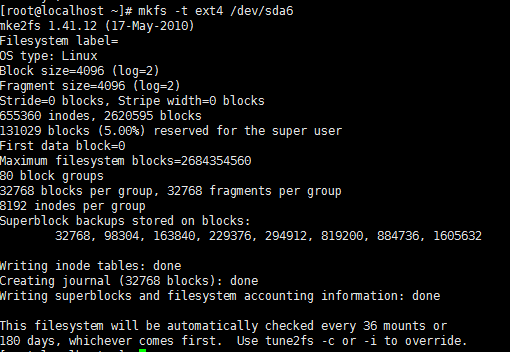 [root@localhost ~]# mkfs -t ext4 /dev/sda6
mke2fs 1.41.12 (17-May-2010)
Filesystem label=
OS type: Linux
Block size=4096 (log=2)
Fragment size=4096 (log=2)
Stride=0 blocks, Stripe width=0 blocks
655360 inodes, 2620595 blocks
131029 blocks (5.00%) reserved for the super user
First data block=0
Maximum filesystem blocks=2684354560
80 block groups
32768 blocks per group, 32768 fragments per group
8192 inodes per group
Superblock backups stored on blocks:
        32768, 98304, 163840, 229376, 294912, 819200, 884736, 1605632

Writing inode tables: done
Creating journal (32768 blocks): done
Writing superblocks and filesystem accounting information: done

This filesystem will be automatically checked every 36 mounts or
180 days, whichever comes first.  Use tune2fs -c or -i to override.